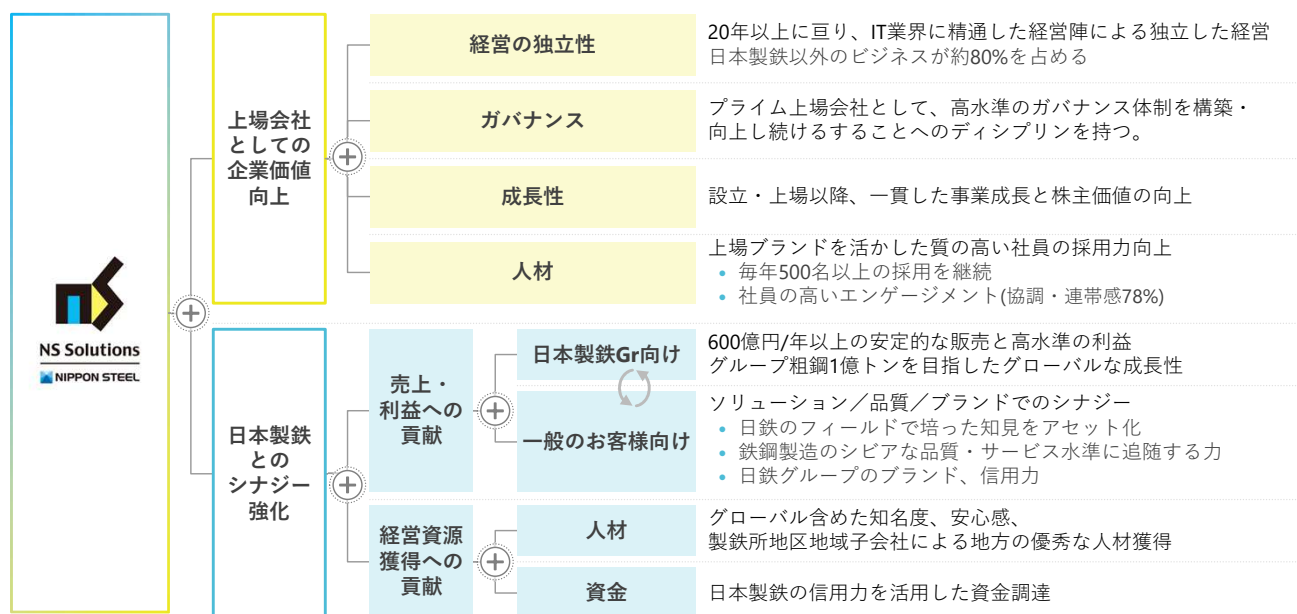 NS Solutions
NIPPON STEEL
上場会社
としての
企業価値
向上
経営の独立性
20年以上に亘り、IT業界に精通した経営陣による独立した経営
日本製鉄以外のビジネスが約80%を占める
ガバナンス
プライム上場会社として、高水準のガバナンス体制を構築・
向上し続けるすることへのディシプリンを持つ。
成長性
設立・上場以降、一貫した事業成長と株主価値の向上
人材
上場ブランドを活かした質の高い社員の採用力向上
• 毎年500名以上の採用を継続
• 社員の高いエンゲージメント(協調・連帯感78%)
日本製鉄
との
シナジー
強化
売上・
利益への
貢献
日本製鉄Gr向け
600億円/年以上の安定的な販売と高水準の利益
グループ粗鋼1億トンを目指したグローバルな成長性
一般のお客様向け
ソリューション／品質／ブランドでのシナジー
• 日鉄のフィールドで培った知見をアセット化
• 鉄鋼製造のシビアな品質・サービス水準に追随する力
• 日鉄グループのブランド、信用力
経営資源
獲得への
貢献
人材
グローバル含めた知名度、安心感、
製鉄所地区地域子会社による地方の優秀な人材獲得
資金
日本製鉄の信用力を活用した資金調達